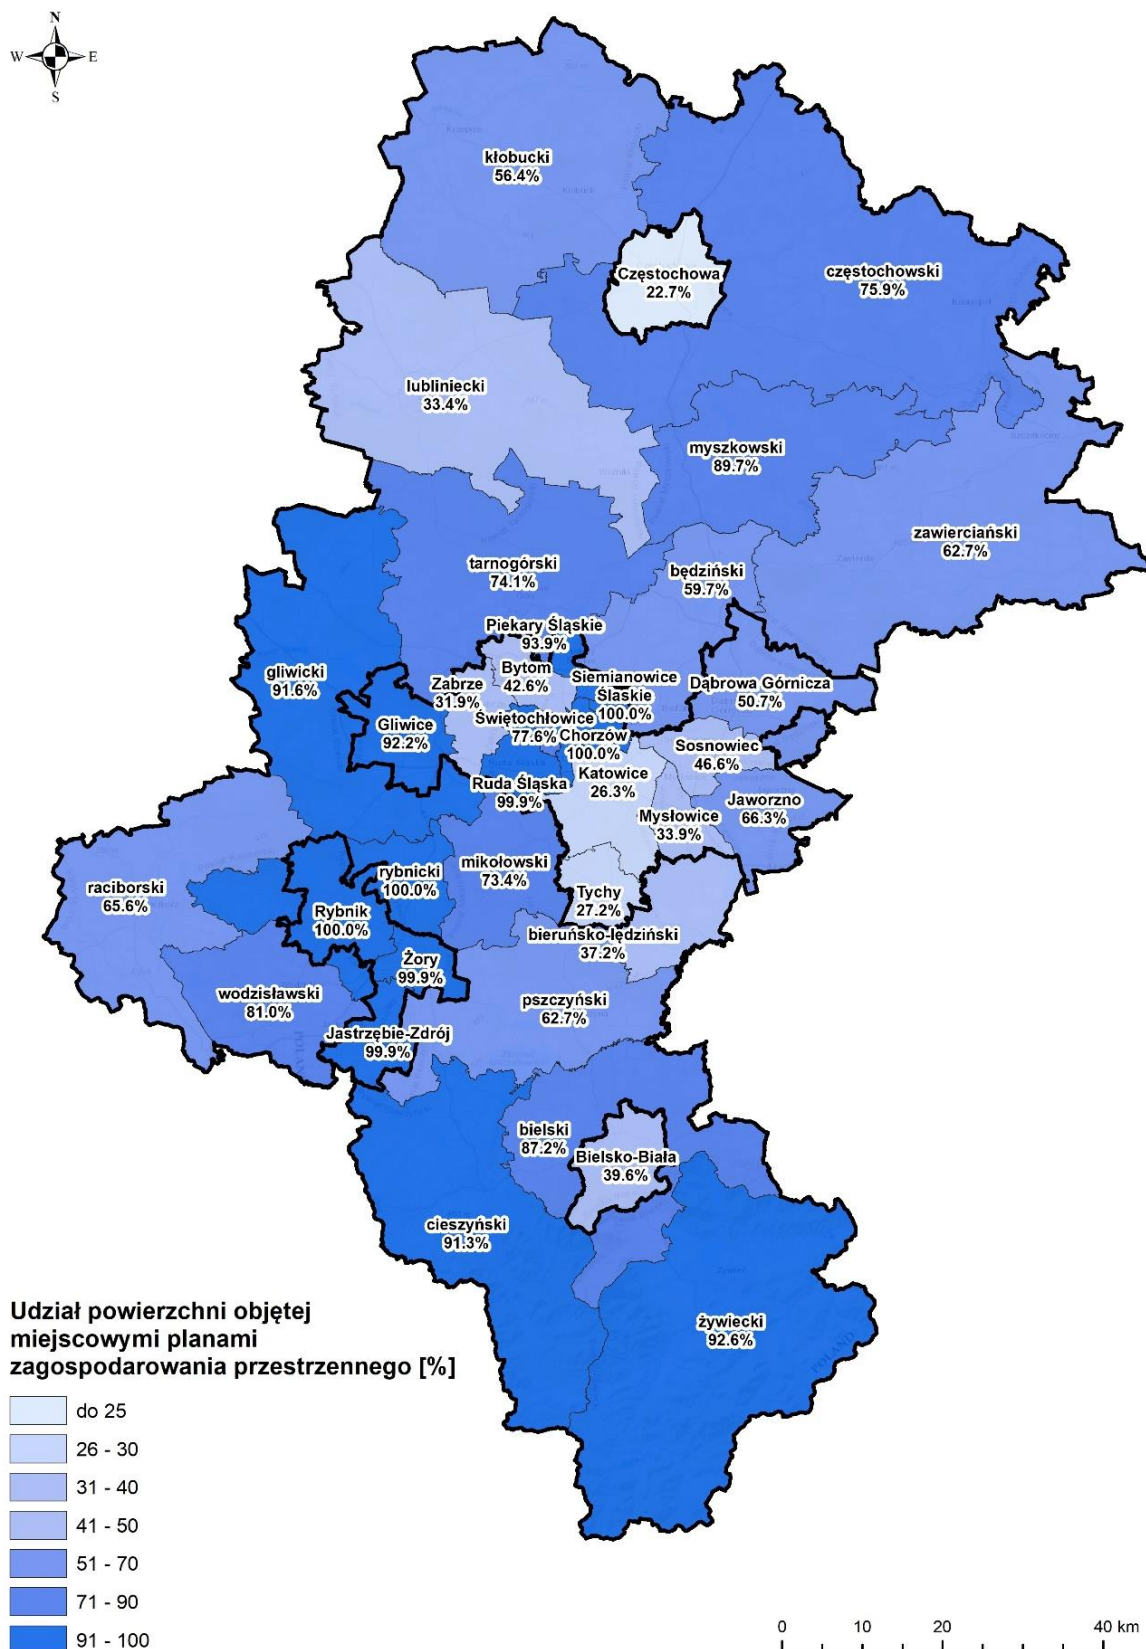 N
W E
S
kłobucki
56.4%
Częstochowa
22.7%
częstochowski
75.9%
lubliniecki
33.4%
myszkowski
89.7%
zawierciański
62.7%
tarnogórski
74.1%
będziński
59.7%
Piekary Śląskie
93.9%
gliwicki
91.6%
Bytom
42.6%
Zabrze
31.9%
Siemianowice
Śląskie
100.0%
Dąbrowa Górnicza
50.7%
Gliwice
92.2%
Świętochłowice
77.6%
Chorzów
100.0%
Sosnowiec
46.6%
Katowice
26.3%
Ruda Śląska
99.9%
Mysłowice
33.9%
Jaworzno
66.3%
raciborski
65.6%
rybnicki
100.0%
mikołowski
73.4%
Tychy
27.2%
Rybnik
100.0%
bieruńsko-lędziński
37.2%
Żory
99.9%
wodzisławski
81.0%
pszczyński
62.7%
Jastrzębie-Zdrój
99.9%
bielski
87.2%
Bielsko-Biała
39.6%
cieszyński
91.3%
żywiecki
92.6%
Udział powierzchni objętej
miejscowymi planami
zagospodarowania przestrzennego [%]
do 25
26 - 30
31 - 40
41 - 50
51 - 70
71 - 90
91 - 100
0 10 20 40 km